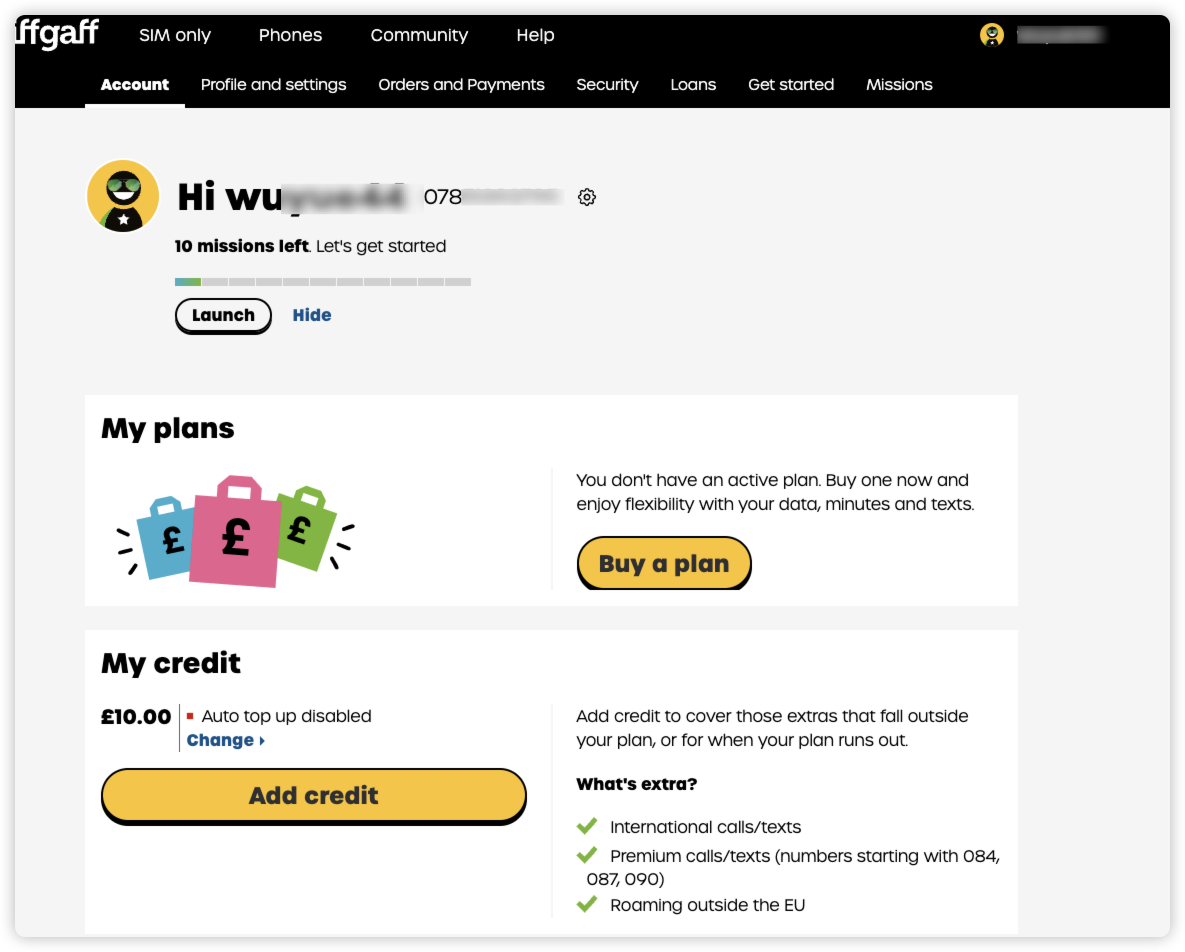 ffgaff
SIM only Phones Community Help
Account Profile and settings Orders and Payments Security Loans Get started Missions
Hi wu 078
10 missions left. Let's get started
Launch Hide
My plans
£ £ £
You don't have an active plan. Buy one now and
enjoy flexibility with your data, minutes and texts.
Buy a plan
My credit
£10.00 Auto top up disabled
Change
Add credit
Add credit to cover those extras that fall outside
your plan, or for when your plan runs out.
What's extra?
International calls/texts
Premium calls/texts (numbers starting with 084,
087, 090)
Roaming outside the EU